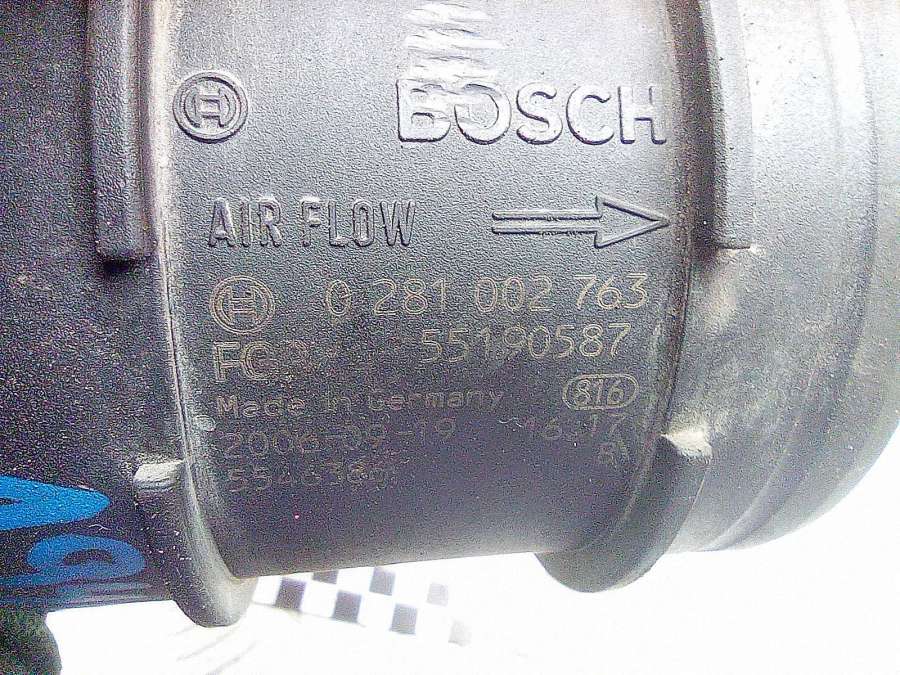 BOSCH
AIR FLOW
0 281 002 763
55190587
Made in Germany 816
2006-09-19